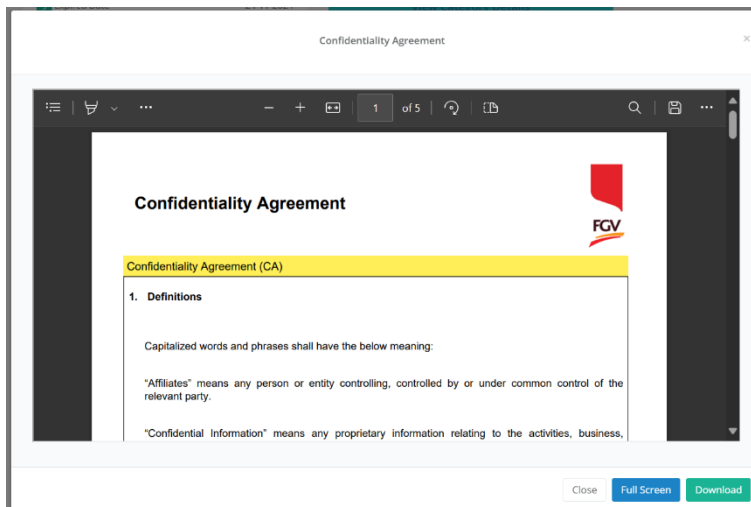 Confidentiality Agreement
×
1 of 5
Confidentiality Agreement
FGV
Confidentiality Agreement (CA)
1. Definitions
Capitalized words and phrases shall have the below meaning:
“Affiliates” means any person or entity controlling, controlled by or under common control of the
relevant party.
“Confidential Information” means any proprietary information relating to the activities, business,
Close Full Screen Download